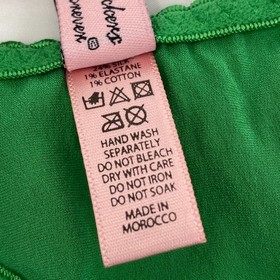 1% ELASTANE
1% COTTON
HAND WASH
SEPARATELY
DO NOT BLEACH
DRY WITH CARE
DO NOT IRON
DO NOT SOAK
MADE IN
MOROCCO